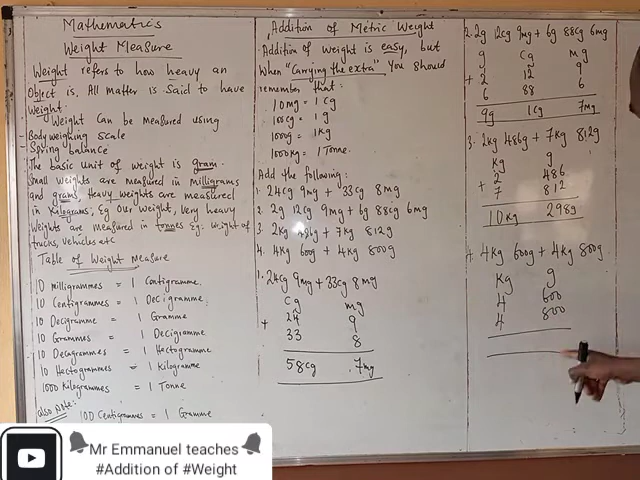 Mathematics
Weight Measure
Weight refers to how heavy an
Object is. All matter is Said to have
Weight.
Weight Can be Measured using
- Bodyweighing scale
- Spring balance
The basic unit of weight is gram.
Small weights are measured in milligrams
and grams, Heavy weights are measured
in Kilograms; Eg Our weight, Very heavy
Weights are measured in tonnes Eg: Weight of
trucks, Vehicles etc
Table of Weight Measure
10 Milligrammes = 1 Centigramme.
10 Centigrammes = 1 Decigramme
10 Decigramme = 1 Gramme
10 Grammes = 1 Decigramme
10 Decagrammes = 1 Hectogramme
10 Hectogrammes = 1 Kilogramme
1000 Kilogrammes = 1 Tonne
Also Note:
100 Centigrammes = 1 Gramme
Addition of Metric Weight
Addition of Weight is easy, but
When "Carrying the extra" You Should
remember that:
10mg = 1Cg
100cg = 1g
1000g = 1Kg
1000kg = 1 Tonne.
Add the following:
1. 24Cg 9mg + 33Cg 8mg
2. 2g 12Cg 9mg + 6g 88Cg 6mg
3. 2Kg 486g + 7Kg 812g
4. 4Kg 600g + 4Kg 800g
1. 24Cg 9mg + 33Cg 8mg
Cg mg
24 9
+ 33 8
58Cg 7mg
2. 2g 12Cg 9mg + 6g 88Cg 6mg
g Cg mg
+ 2 12 9
6 88 6
9g 1Cg 7mg
3. 2Kg 486g + 7Kg 812g
Kg g
+ 2 486
7 812
10Kg 298g
4. 4Kg 600g + 4Kg 800g
Kg g
4 600
4 800
Mr Emmanuel teaches
#Addition of #Weight